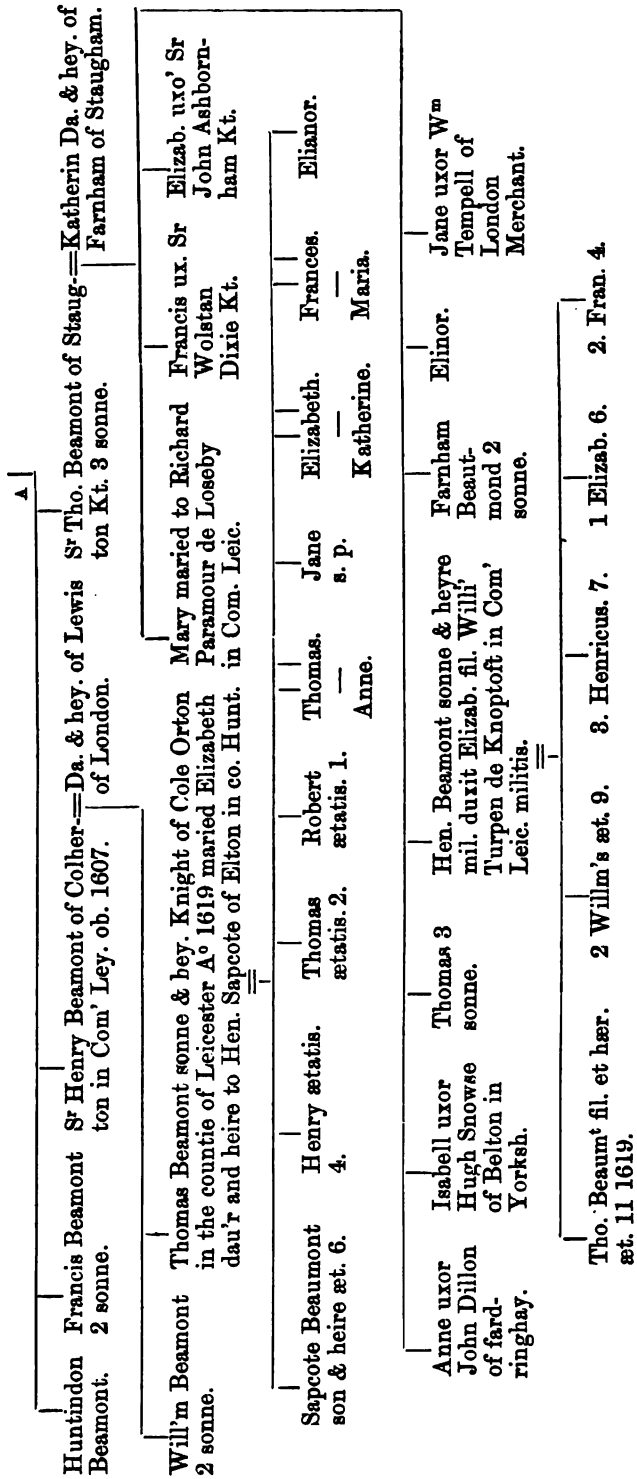 A
Huntindon
Beamont.
Francis Beamont
2 sonne.
Sr Henry Beamont of Colher-
ton in Com' Ley. ob. 1607.
Da. & hey. of Lewis
of London.
Sr Tho. Beamont of Staug-
ton Kt. 3 sonne.
Katherin Da. & hey. of
Farnham of Staugham.
Will'm Beamont
2 sonne.
Thomas Beamont sonne & hey. Knight of Cole Orton
in the countie of Leicester Ao 1619 maried Elizabeth
dau'r and heire to Hen. Sapcote of Elton in co. Hunt.
Mary maried to Richard
Paramour de Loseby
in Com. Leic.
Francis ux. Sr
Wolstan
Dixie Kt.
Elizab. uxo' Sr
John Ashborn-
ham Kt.
Sapcote Beaumont
son & heire æt. 6.
Henry ætatis.
4.
Thomas
ætatis. 2.
Robert
ætatis. 1.
Thomas.
—
Anne.
Jane
s. p.
Elizabeth.
—
Katherine.
Frances.
—
Maria.
Elianor.
Anne uxor
John Dillon
of fard-
ringhay.
Isabell uxor
Hugh Snowse
of Belton in
Yorksh.
Thomas 3
sonne.
Hen. Beamont sonne & heyre
mil. duxit Elizab. fil. Willi'
Turpen de Knoptoft in Com'
Leic. militis.
Farnham
Beaut-
mond 2
sonne.
Elinor.
Jane uxor Wm
Tempell of
London
Merchant.
Tho. Beaumt fil. et hær.
æt. 11 1619.
2 Willm's æt. 9.
3. Henricus. 7.
1 Elizab. 6.
2. Fran. 4.